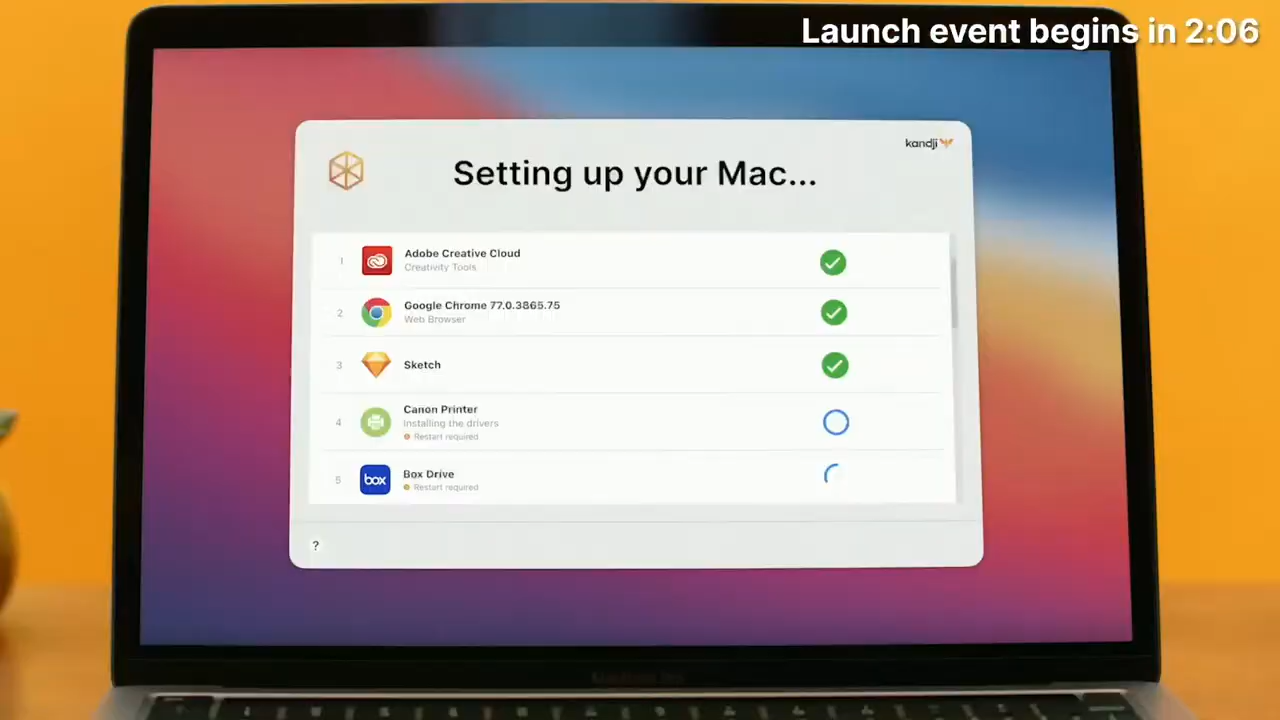 Launch event begins in 2:06
kandji
Setting up your Mac...
1
Adobe Creative Cloud
Creativity Tools
2
Google Chrome 77.0.3865.75
Web Browser
3
Sketch
4
Canon Printer
Installing the drivers
Restart required
5
box
Box Drive
Restart required
?